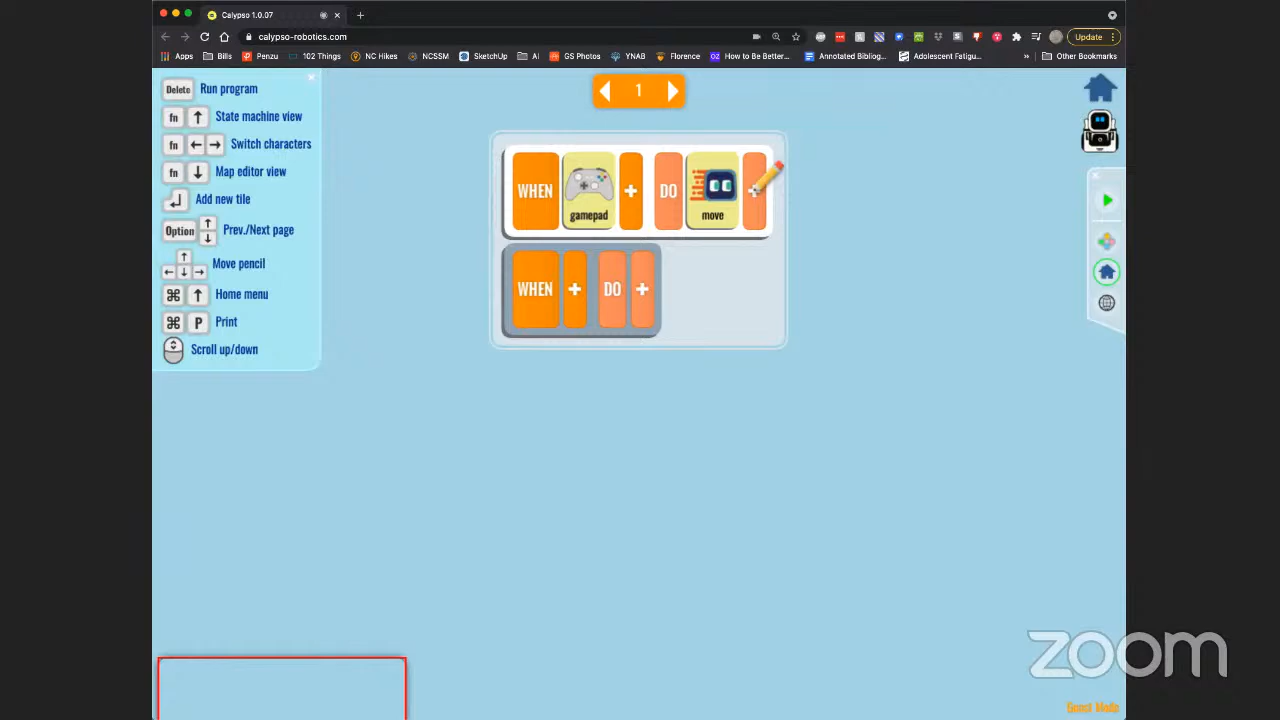 Calypso 1.0.07
calypso-robotics.com
Update
Apps
Bills
Penzu
102 Things
NC Hikes
NCSSM
SketchUp
AI
GS Photos
YNAB
Florence
How to Be Better...
Annotated Bibliog...
Adolescent Fatigu...
»
Other Bookmarks
Delete Run program
fn ↑ State machine view
fn ← → Switch characters
fn ↓ Map editor view
Add new tile
Option ↑ ↓ Prev./Next page
↑ ← ↓ → Move pencil
⌘ ↑ Home menu
⌘ P Print
Scroll up/down
1
WHEN gamepad + DO move +
WHEN + DO +
zoom
Guest Mode